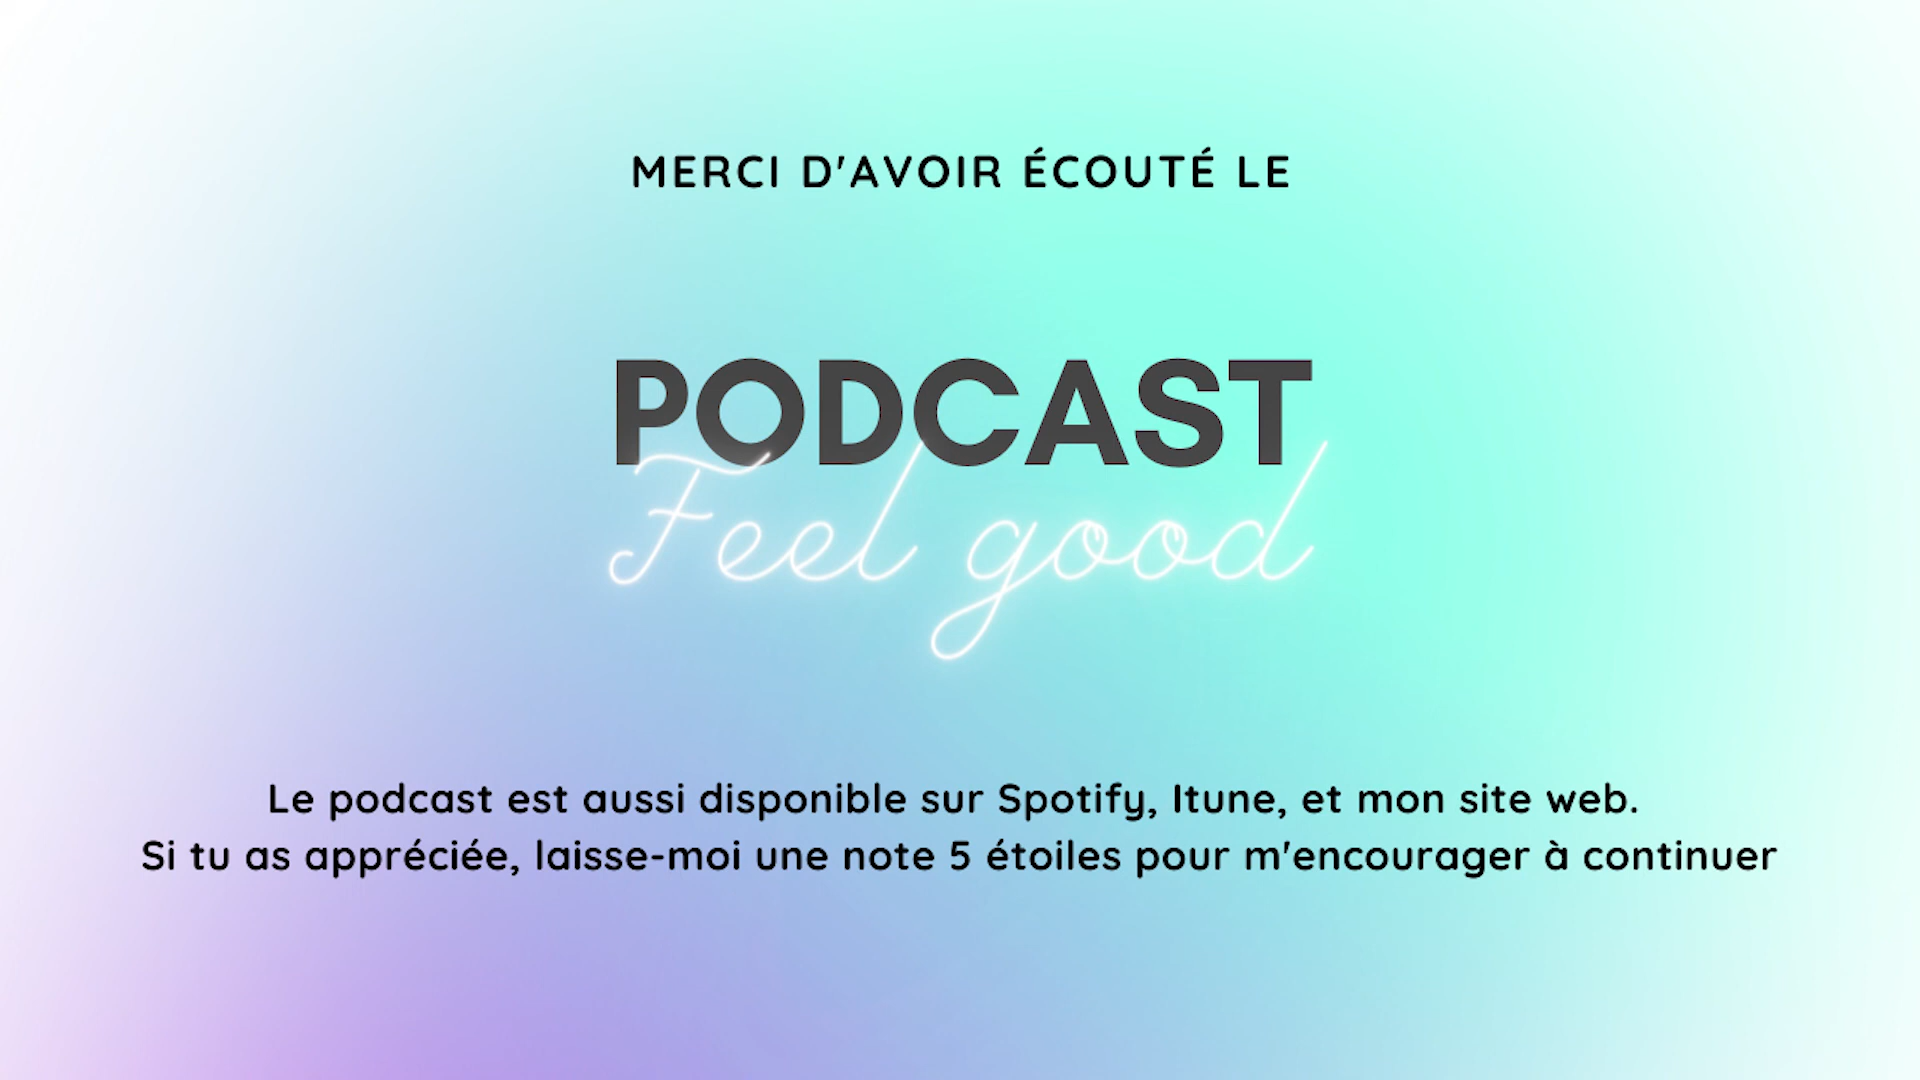 MERCI D'AVOIR ÉCOUTÉ LE
PODCAST
Feel good
Le podcast est aussi disponible sur Spotify, Itune, et mon site web.
Si tu as appréciée, laisse-moi une note 5 étoiles pour m'encourager à continuer